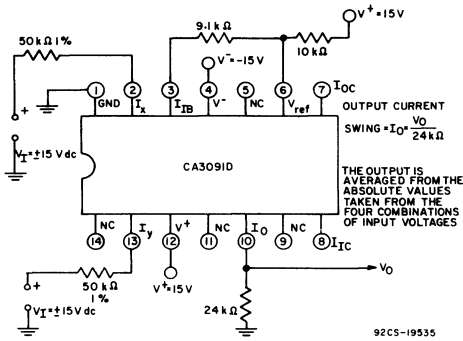 V⁺=15V
9.1kΩ
10kΩ
50kΩ 1%
V⁻=-15V
1 2 3 4 5 6 7
GND Ix IIB V⁻ NC Vref IOC
+
VI=±15 V dc
CA3091D
OUTPUT CURRENT
SWING=IO=VO/24kΩ
THE OUTPUT IS
AVERAGED FROM THE
ABSOLUTE VALUES
TAKEN FROM THE
FOUR COMBINATIONS
OF INPUT VOLTAGES
NC Iy V⁺ NC IO NC IIC
14 13 12 11 10 9 8
V⁺=15V
VO
+
50 kΩ
1%
VI=±15Vdc
24kΩ
92CS-19535